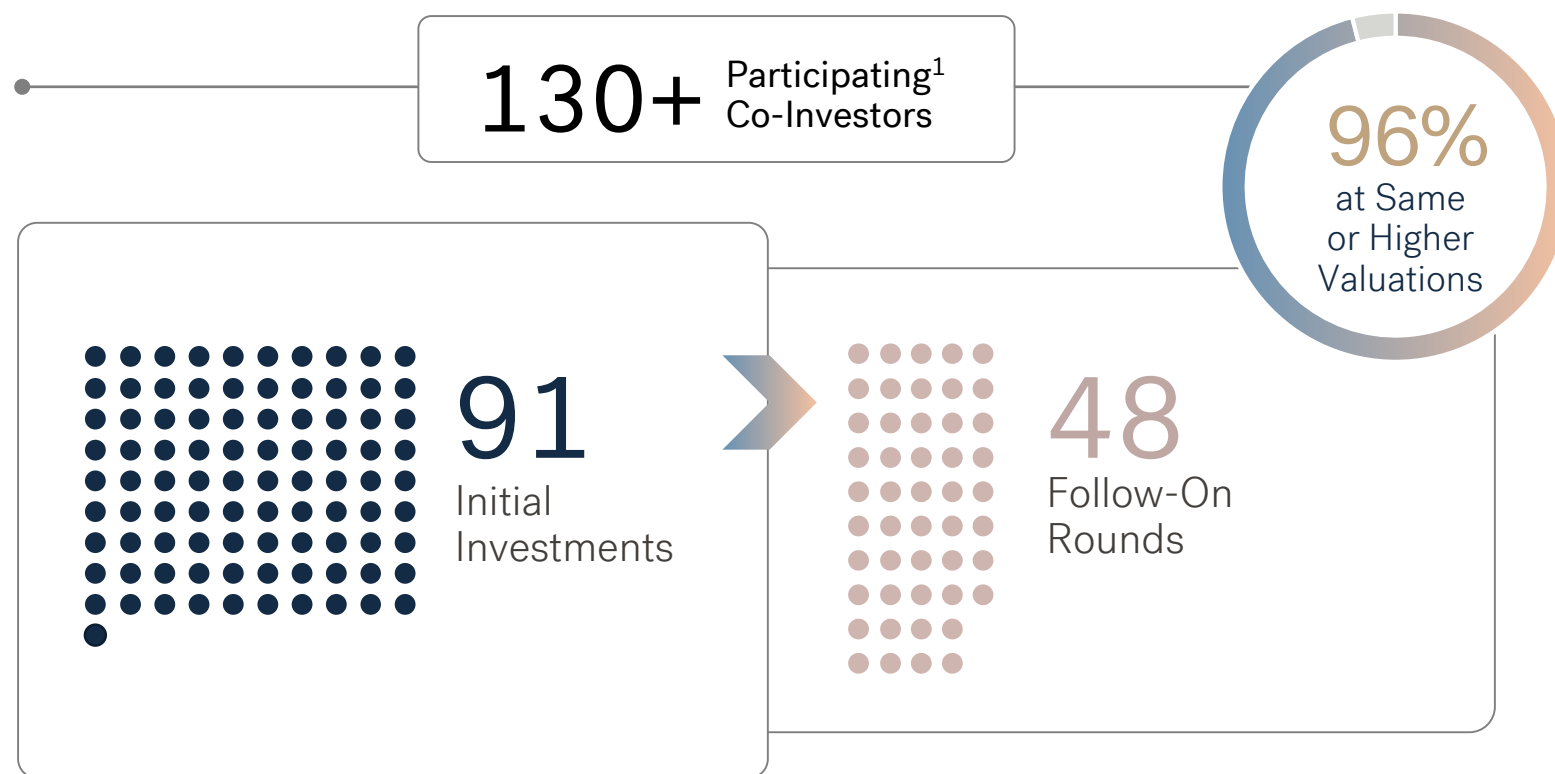 130+
Participating1
Co-Investors
96%
at Same
or Higher
Valuations
91
Initial
Investments
48
Follow-On
Rounds